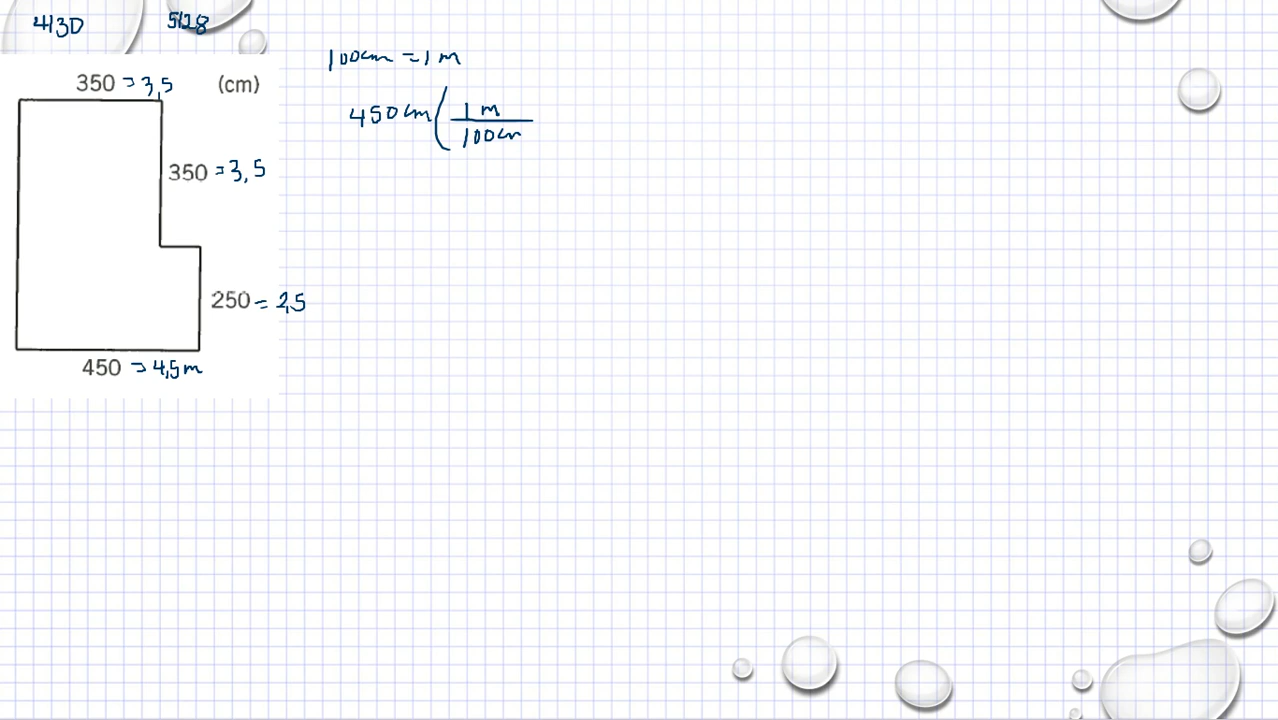 4130 5128
100cm = 1 m
350 = 3,5 (cm)
450cm ( 1 m
100cm
350 = 3,5
250 = 2,5
450 = 4,5 m